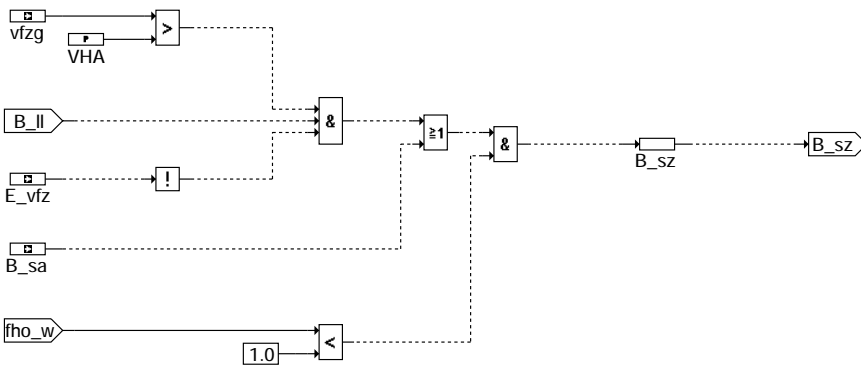 vfzg
>
P
VHA
B_ll
&
≥1
&
B_sz
B_sz
!
E_vfz
B_sa
fho_w
<
1.0